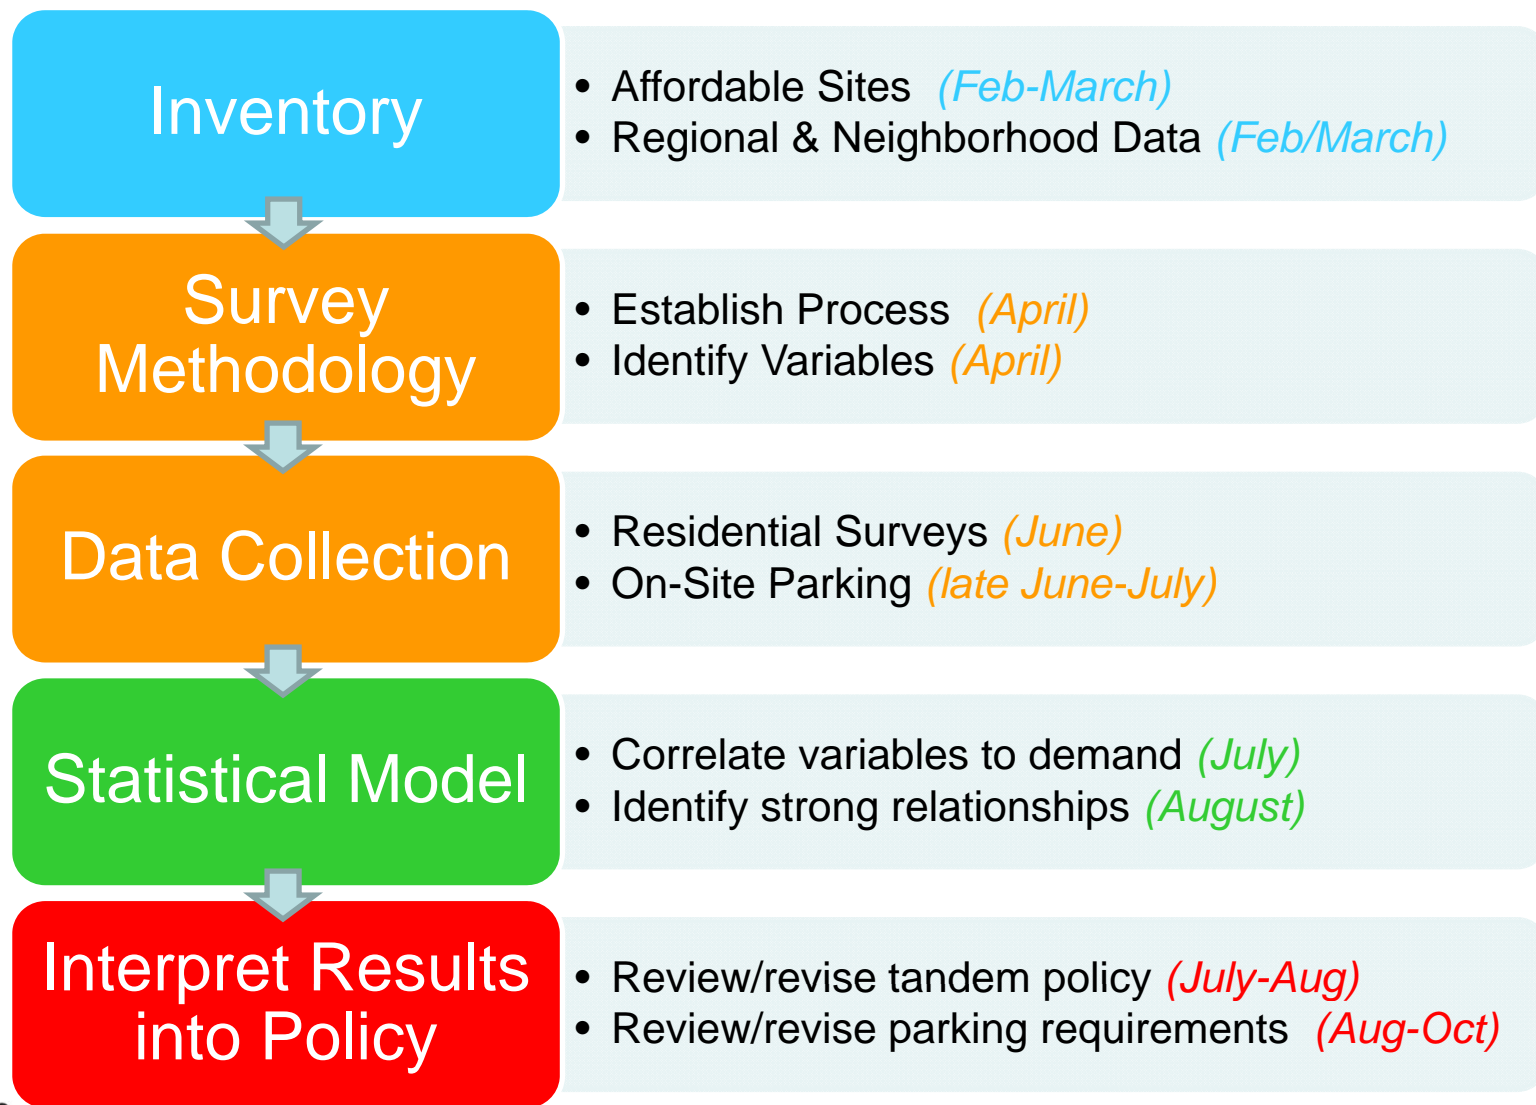 Inventory
• Affordable Sites (Feb-March)
• Regional & Neighborhood Data (Feb/March)
Survey
Methodology
• Establish Process (April)
• Identify Variables (April)
Data Collection
• Residential Surveys (June)
• On-Site Parking (late June-July)
Statistical Model
• Correlate variables to demand (July)
• Identify strong relationships (August)
Interpret Results
into Policy
• Review/revise tandem policy (July-Aug)
• Review/revise parking requirements (Aug-Oct)